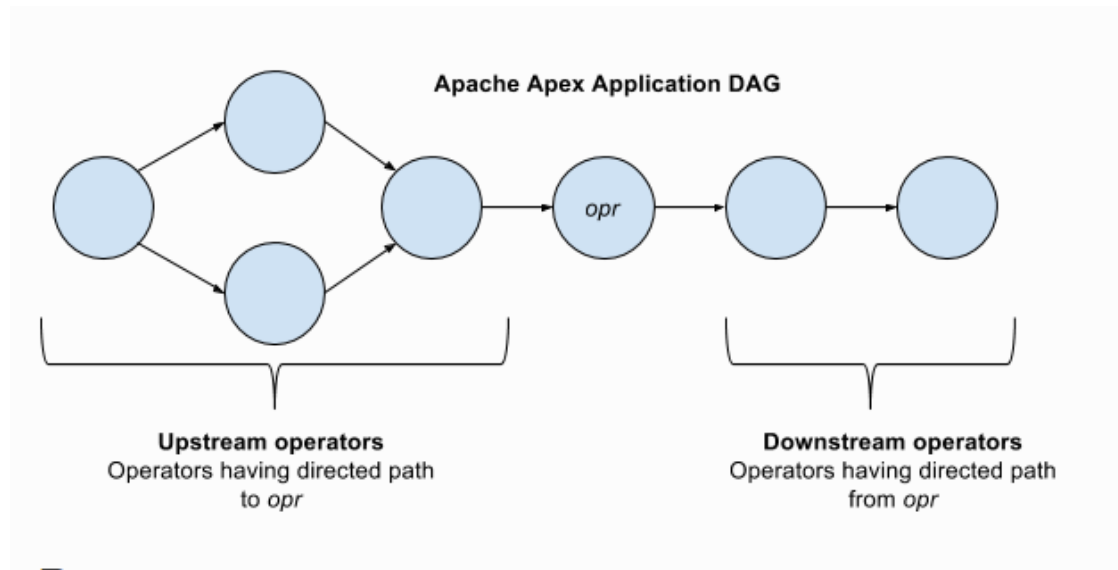 Apache Apex Application DAG
opr
Upstream operators
Operators having directed path
to opr
Downstream operators
Operators having directed path
from opr